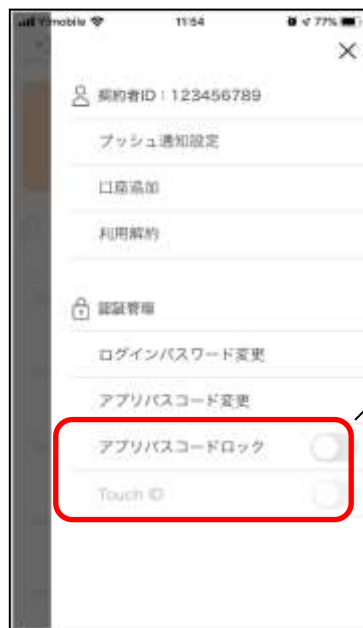 Y!mobile 11:54 77%
契約者ID：123456789
プッシュ通知設定
口座追加
利用解約
認証管理
ログインパスワード変更
アプリパスコード変更
アプリパスコードロック
Touch ID